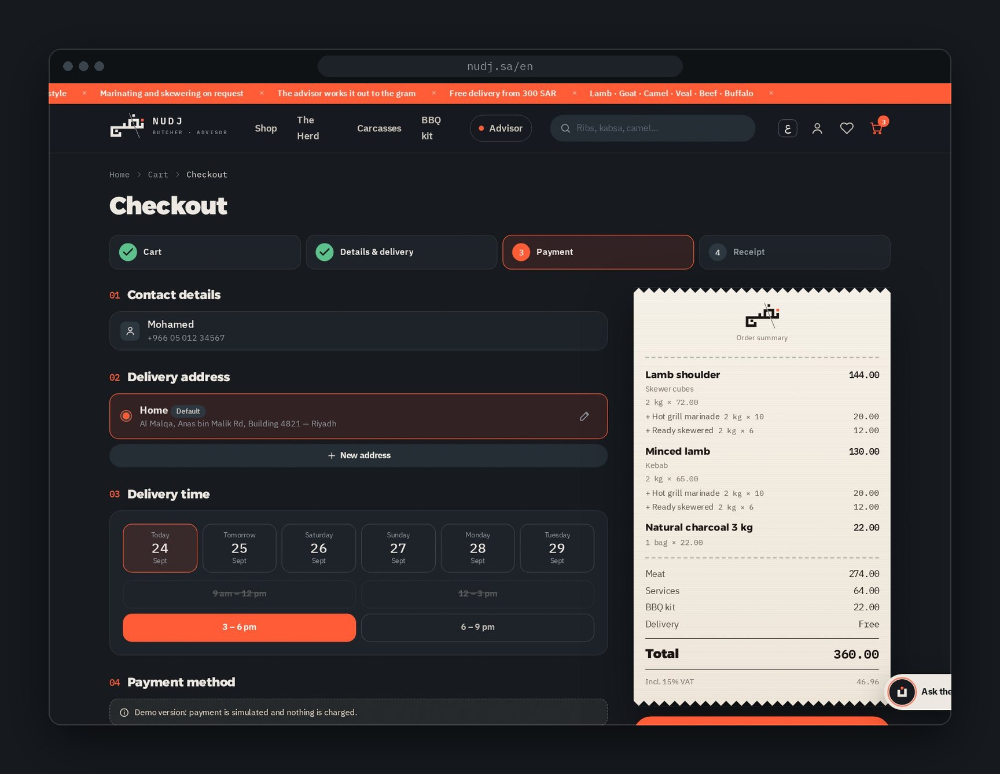 nudj.sa/en
style × Marinating and skewering on request × The advisor works it out to the gram × Free delivery from 300 SAR × Lamb · Goat · Camel · Veal · Beef · Buffalo ×
NUDJ
BUTCHER · ADVISOR
Shop
The Herd
Carcasses
BBQ kit
Advisor
Ribs, kabsa, camel...
ع
3
Home > Cart > Checkout
Checkout
Cart
Details & delivery
3 Payment
4 Receipt
01 Contact details
Mohamed
+966 05 012 34567
02 Delivery address
Home Default
Al Malqa, Anas bin Malik Rd, Building 4821 — Riyadh
+ New address
03 Delivery time
Today 24 Sept
Tomorrow 25 Sept
Saturday 26 Sept
Sunday 27 Sept
Monday 28 Sept
Tuesday 29 Sept
9 am – 12 pm
12 – 3 pm
3 – 6 pm
6 – 9 pm
04 Payment method
Demo version: payment is simulated and nothing is charged.
Order summary
Lamb shoulder 144.00
Skewer cubes
2 kg × 72.00
+ Hot grill marinade 2 kg × 10 20.00
+ Ready skewered 2 kg × 6 12.00
Minced lamb 130.00
Kebab
2 kg × 65.00
+ Hot grill marinade 2 kg × 10 20.00
+ Ready skewered 2 kg × 6 12.00
Natural charcoal 3 kg 22.00
1 bag × 22.00
Meat 274.00
Services 64.00
BBQ kit 22.00
Delivery Free
Total 360.00
Incl. 15% VAT 46.96
Ask the